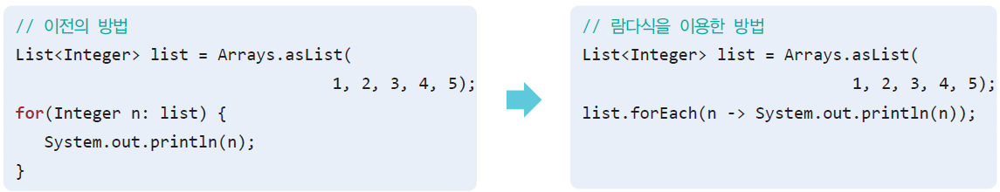 // 이전의 방법
List<Integer> list = Arrays.asList(
1, 2, 3, 4, 5);
for(Integer n: list) {
System.out.println(n);
}
// 람다식을 이용한 방법
List<Integer> list = Arrays.asList(
1, 2, 3, 4, 5);
list.forEach(n -> System.out.println(n));